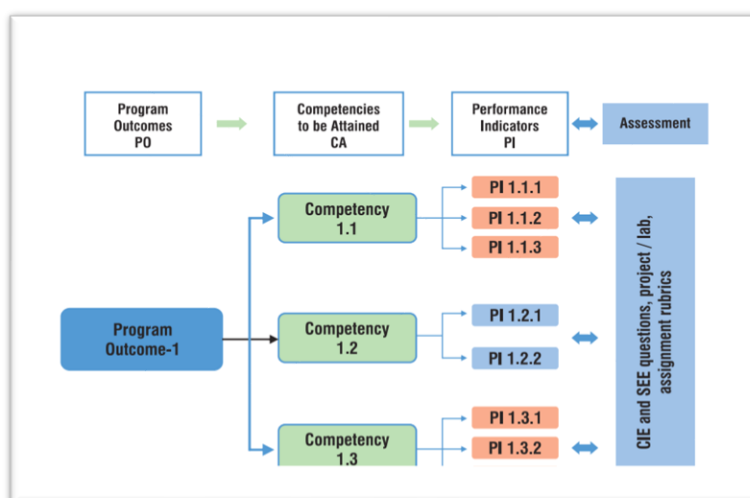 Program
Outcomes
PO
Competencies
to be Attained
CA
Performance
Indicators
PI
Assessment
Program
Outcome-1
Competency
1.1
PI 1.1.1
PI 1.1.2
PI 1.1.3
Competency
1.2
PI 1.2.1
PI 1.2.2
Competency
1.3
PI 1.3.1
PI 1.3.2
CIE and SEE questions, project / lab,
assignment rubrics